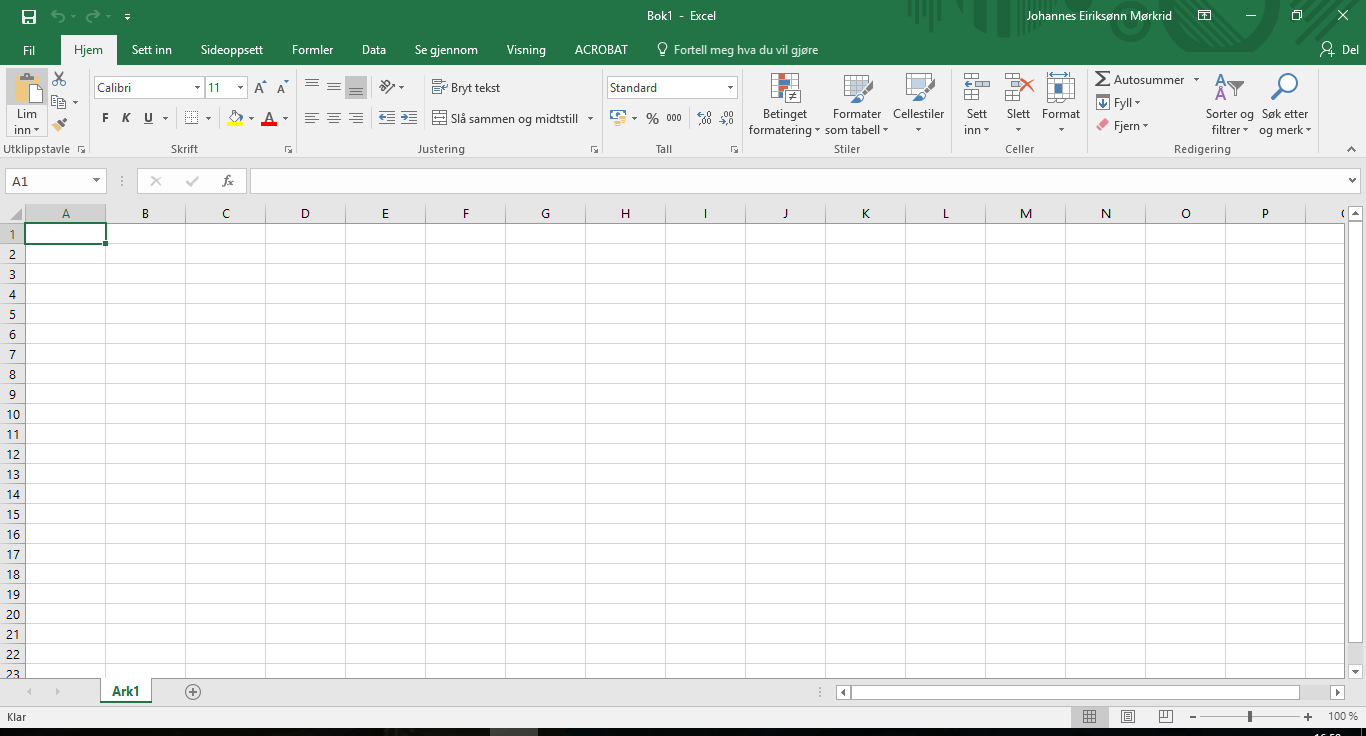 Bok1 - Excel
Johannes Eiriksønn Mørkrid
Fil Hjem Sett inn Sideoppsett Formler Data Se gjennom Visning ACROBAT Fortell meg hva du vil gjøre Del
Lim inn
Utklippstavle
Calibri 11
F K U A
Skrift
Bryt tekst
Slå sammen og midtstill
Justering
Standard
% 000
Tall
Betinget formatering
Formater som tabell
Cellestiler
Stiler
Sett inn
Slett
Format
Celler
Autosummer
Fyll
Fjern
Sorter og filtrer
Søk etter og merk
Redigering
A1
fx
A B C D E F G H I J K L M N O P
1
2
3
4
5
6
7
8
9
10
11
12
13
14
15
16
17
18
19
20
21
22
23
Ark1
Klar
100 %